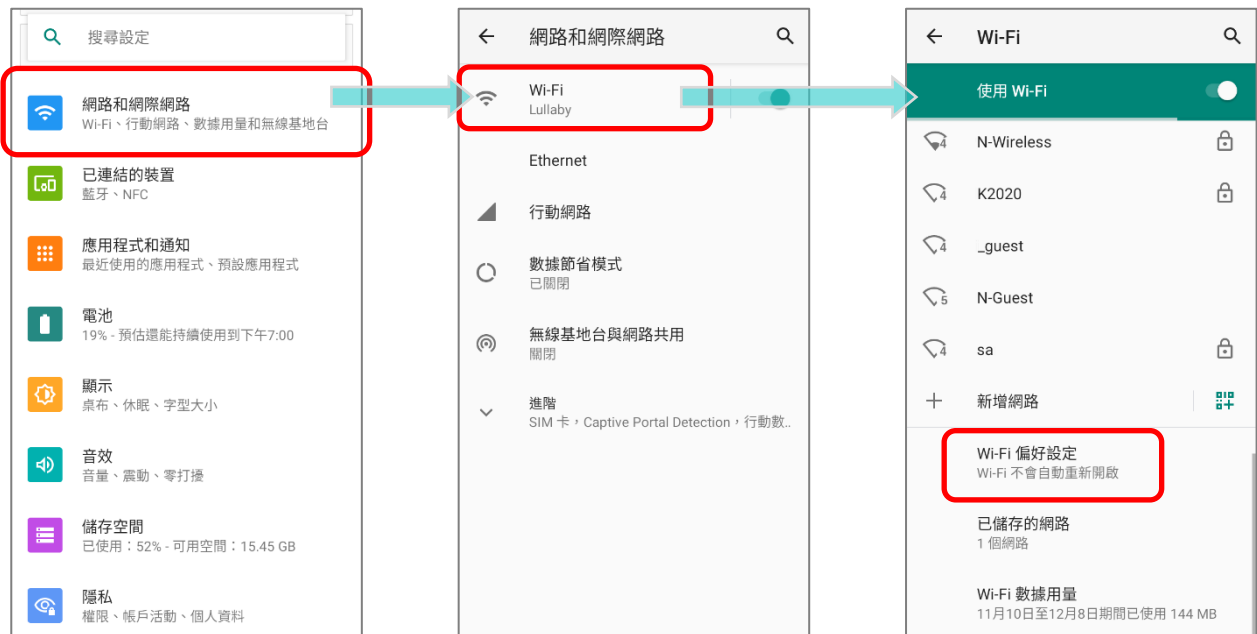 搜尋設定
網路和網際網路
Wi-Fi、行動網路、數據用量和無線基地台
已連結的裝置
藍牙、NFC
應用程式和通知
最近使用的應用程式、預設應用程式
電池
19% - 預估還能持續使用到下午7:00
顯示
桌布、休眠、字型大小
音效
音量、震動、零打擾
儲存空間
已使用：52% - 可用空間：15.45 GB
隱私
權限、帳戶活動、個人資料
網路和網際網路
Wi-Fi
Lullaby
Ethernet
行動網路
數據節省模式
已關閉
無線基地台與網路共用
關閉
進階
SIM 卡，Captive Portal Detection，行動數..
Wi-Fi
使用 Wi-Fi
4 N-Wireless
4 K2020
4 _guest
5 N-Guest
4 sa
新增網路
Wi-Fi 偏好設定
Wi-Fi 不會自動重新開啟
已儲存的網路
1 個網路
Wi-Fi 數據用量
11月10日至12月8日期間已使用 144 MB